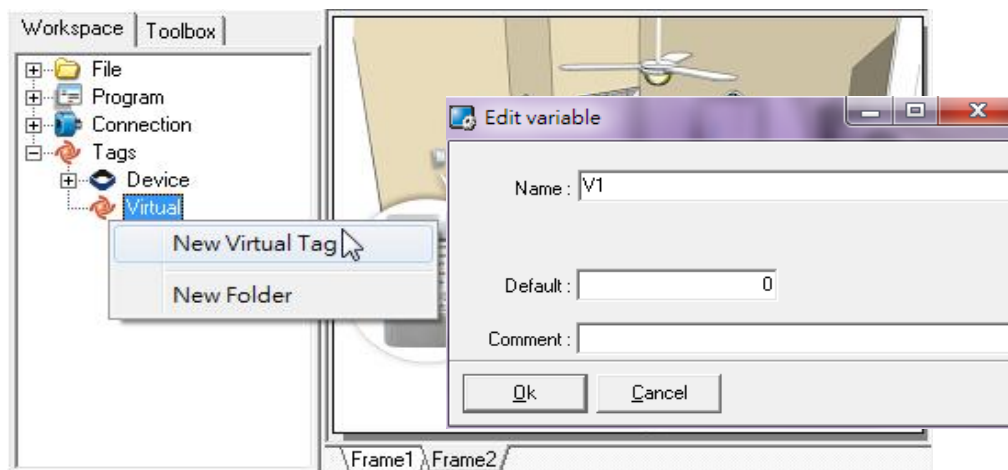 Workspace
Toolbox
File
Program
Connection
Tags
Device
Virtual
New Virtual Tag
New Folder
Edit variable
Name : V1
Default : 0
Comment :
Ok
Cancel
Frame1
Frame2